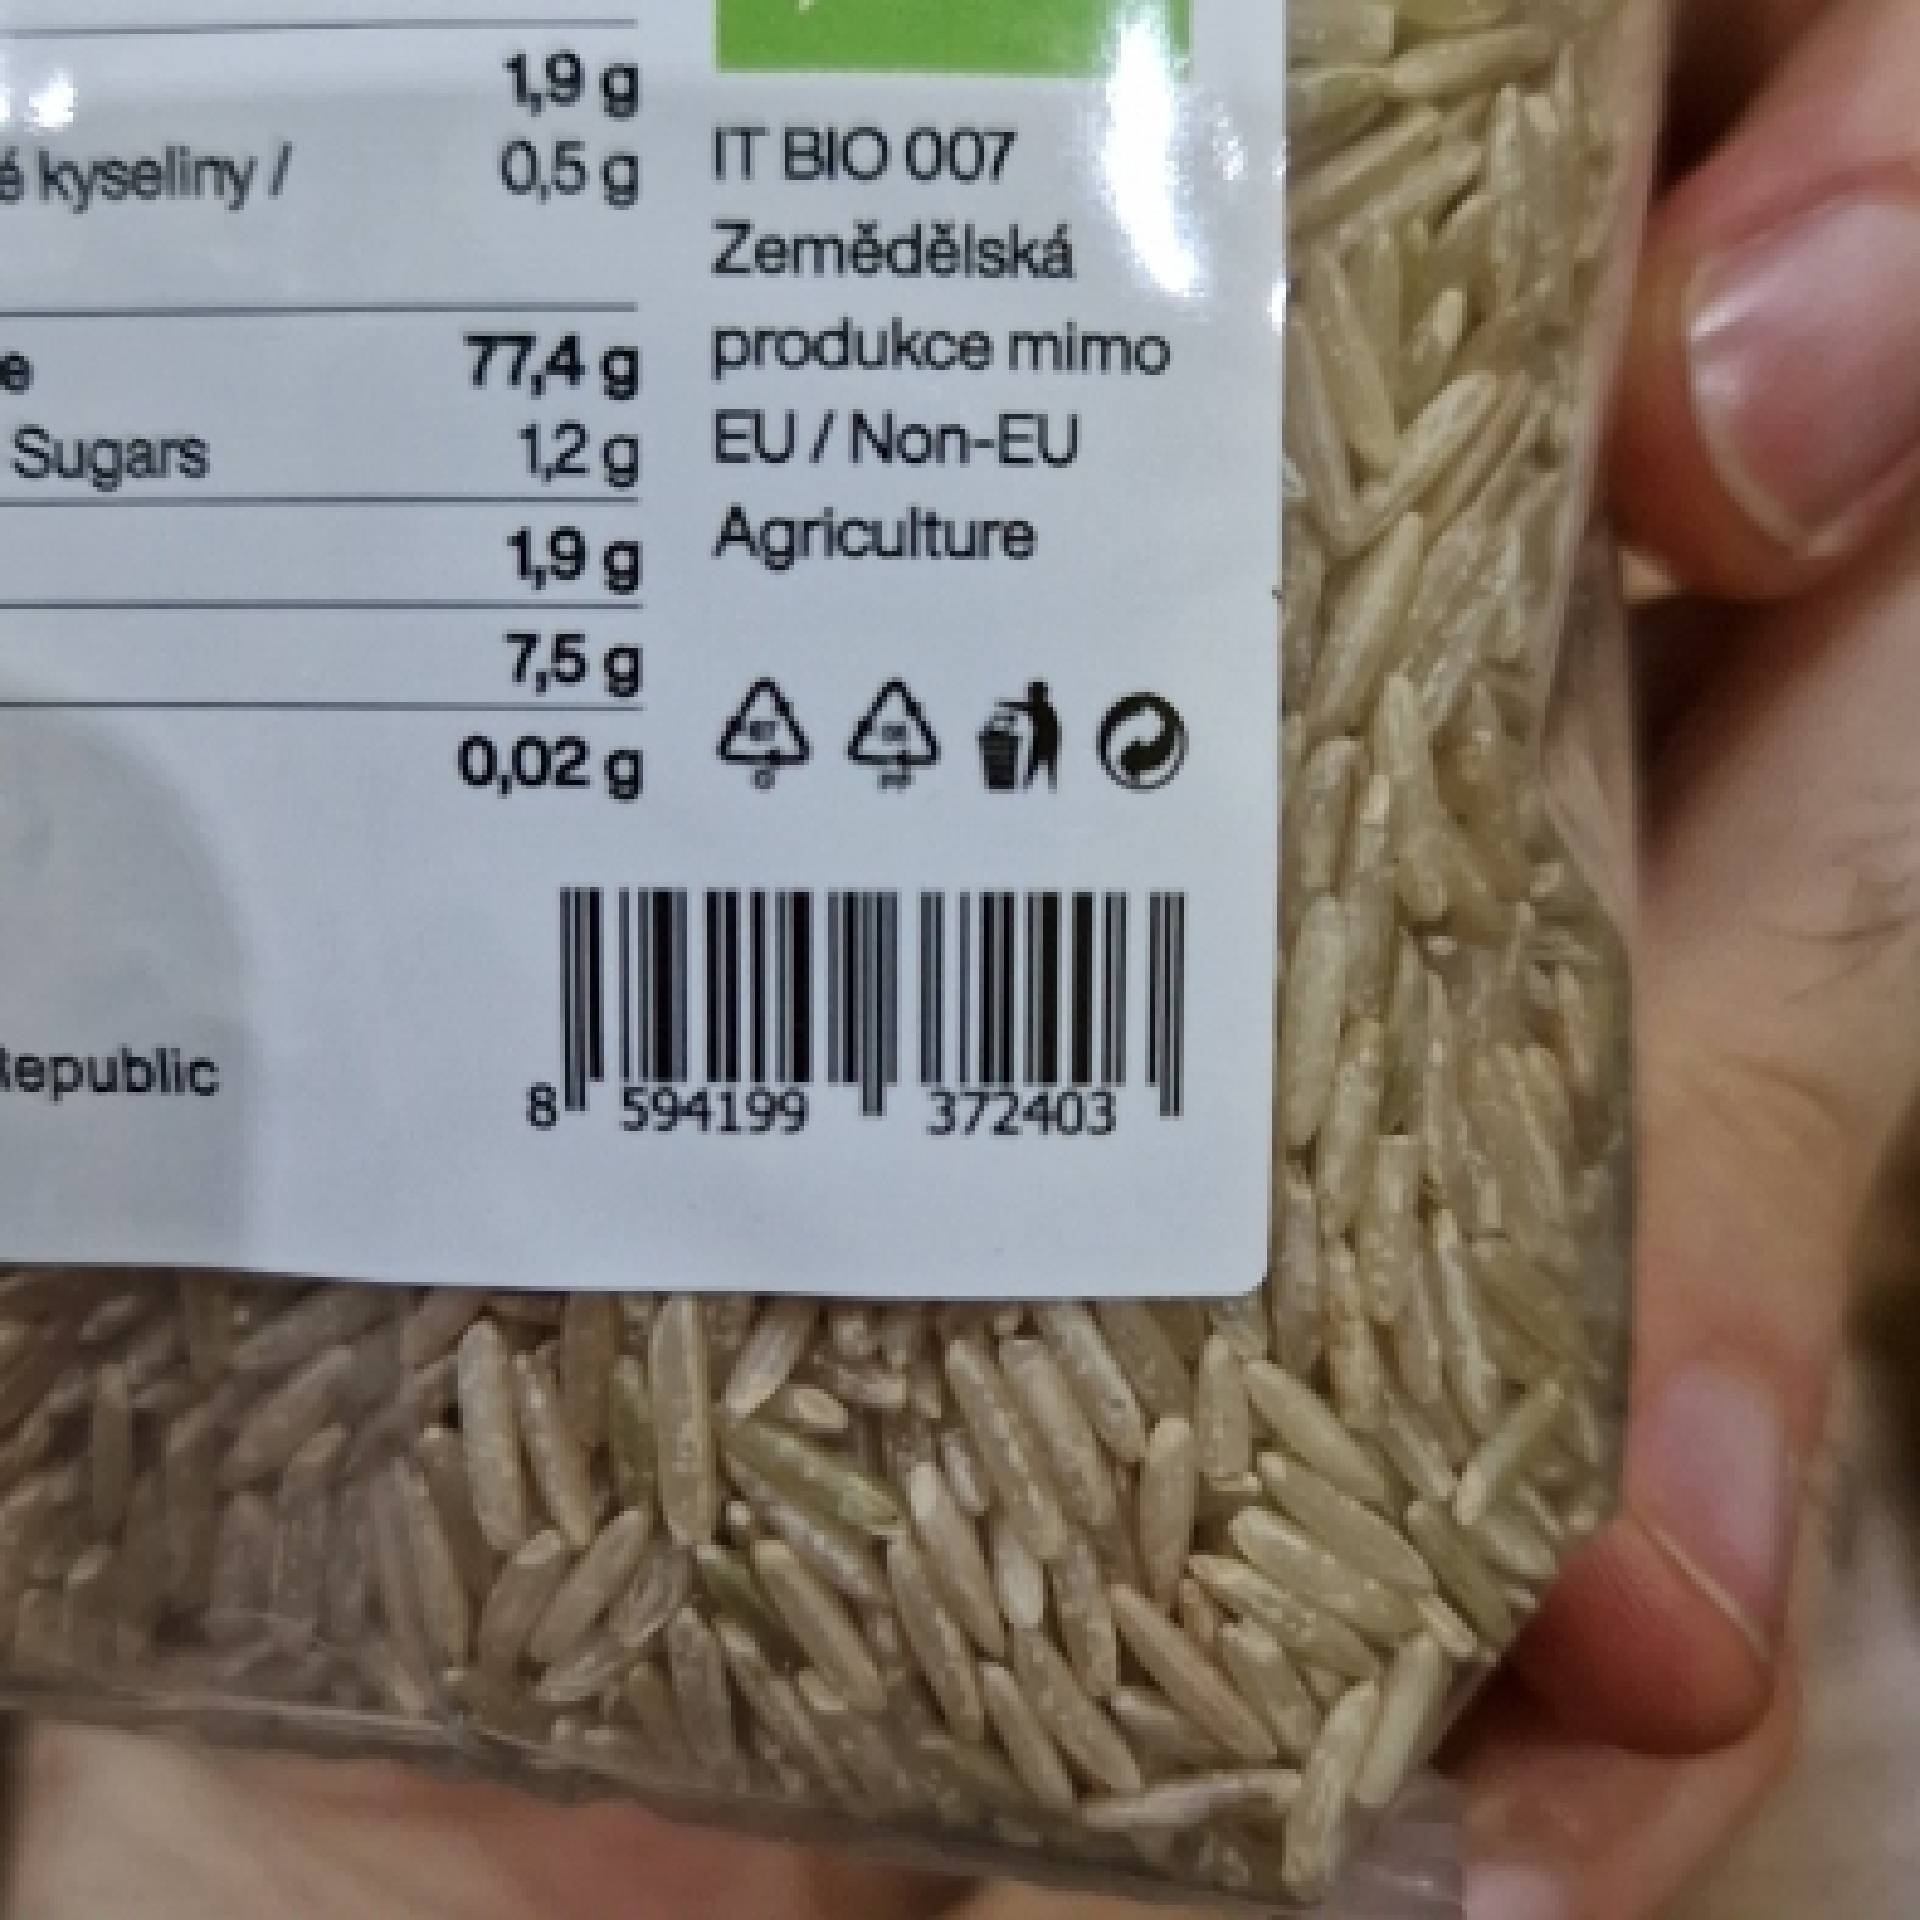 1,9 g
é kyseliny / 0,5 g
e 77,4 g
Sugars 1,2 g
1,9 g
7,5 g
0,02 g
Republic
IT BIO 007
Zemědělská
produkce mimo
EU / Non-EU
Agriculture
8 594199 372403